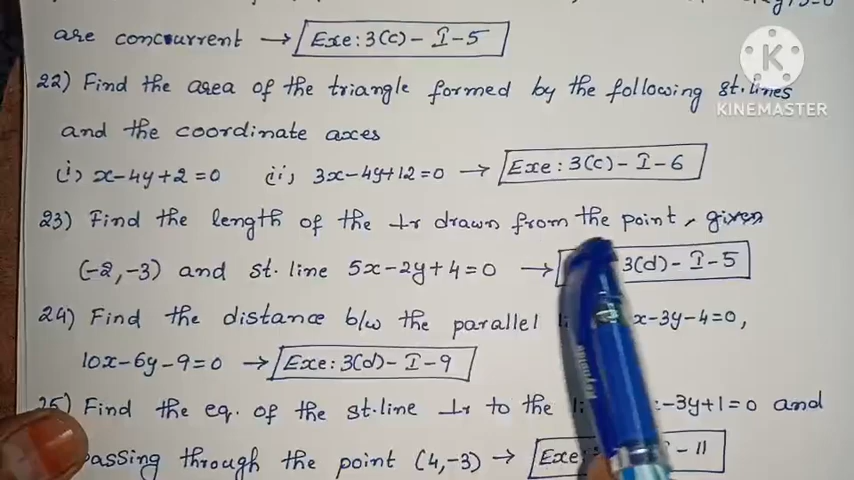 are concurrent → Exe: 3(c) - I - 5
K
KINEMASTER
22) Find the area of the triangle formed by the following st. lines
and the coordinate axes
(i) x-4y+2=0 (ii) 3x-4y+12=0 → Exe: 3(c) - I - 6
23) Find the length of the ⊥r drawn from the point, given
(-2,-3) and st. line 5x-2y+4=0 → 3(d) - I - 5
24) Find the distance b/w the parallel x-3y-4=0,
10x-6y-9=0 → Exe: 3(d) - I - 9
25) Find the eq. of the st. line ⊥r to the -3y+1=0 and
passing through the point (4,-3) → Exe: - 11